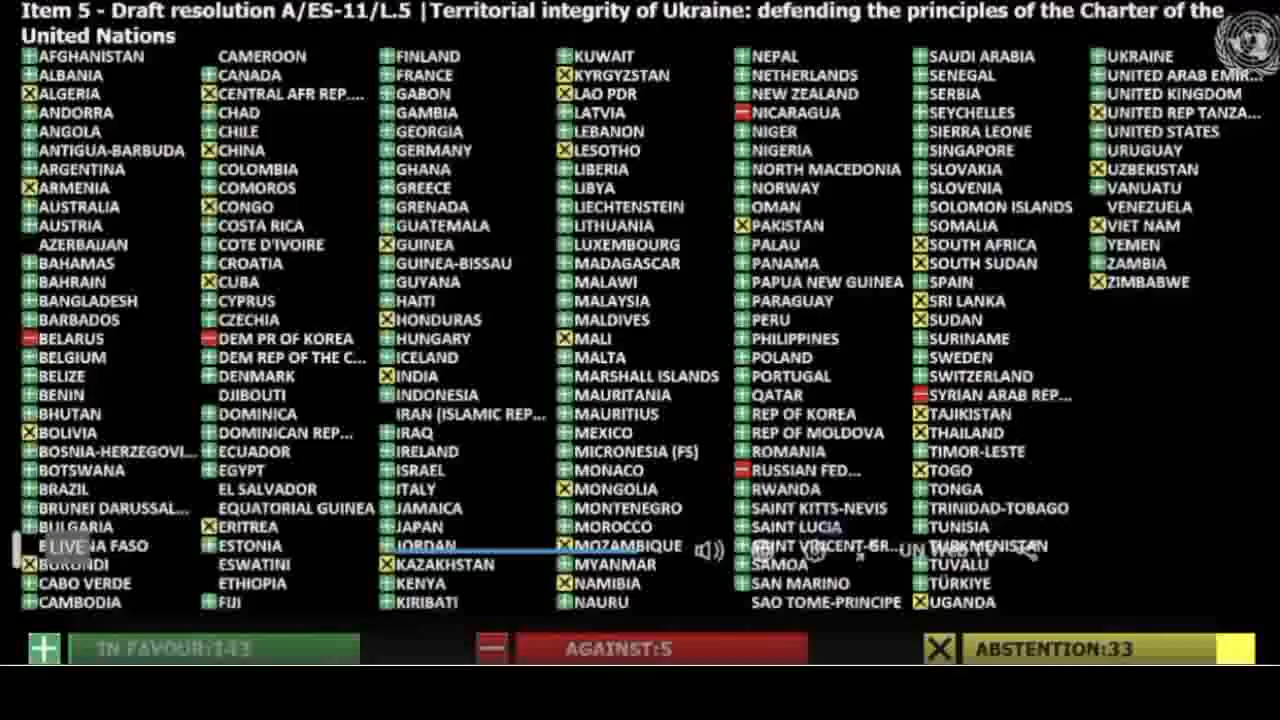 Item 5 - Draft resolution A/ES-11/L.5 |Territorial integrity of Ukraine: defending the principles of the Charter of the
United Nations
AFGHANISTAN
ALBANIA
ALGERIA
ANDORRA
ANGOLA
ANTIGUA-BARBUDA
ARGENTINA
ARMENIA
AUSTRALIA
AUSTRIA
AZERBAIJAN
BAHAMAS
BAHRAIN
BANGLADESH
BARBADOS
BELARUS
BELGIUM
BELIZE
BENIN
BHUTAN
BOLIVIA
BOSNIA-HERZEGOVI...
BOTSWANA
BRAZIL
BRUNEI DARUSSAL...
BULGARIA
LIVE
FASO
BURUNDI
CABO VERDE
CAMBODIA
CAMEROON
CANADA
CENTRAL AFR REP....
CHAD
CHILE
CHINA
COLOMBIA
COMOROS
CONGO
COSTA RICA
COTE D'IVOIRE
CROATIA
CUBA
CYPRUS
CZECHIA
DEM PR OF KOREA
DEM REP OF THE C...
DENMARK
DJIBOUTI
DOMINICA
DOMINICAN REP...
ECUADOR
EGYPT
EL SALVADOR
EQUATORIAL GUINEA
ERITREA
ESTONIA
ESWATINI
ETHIOPIA
FIJI
FINLAND
FRANCE
GABON
GAMBIA
GEORGIA
GERMANY
GHANA
GREECE
GRENADA
GUATEMALA
GUINEA
GUINEA-BISSAU
GUYANA
HAITI
HONDURAS
HUNGARY
ICELAND
INDIA
INDONESIA
IRAN (ISLAMIC REP...
IRAQ
IRELAND
ISRAEL
ITALY
JAMAICA
JAPAN
JORDAN
KAZAKHSTAN
KENYA
KIRIBATI
KUWAIT
KYRGYZSTAN
LAO PDR
LATVIA
LEBANON
LESOTHO
LIBERIA
LIBYA
LIECHTENSTEIN
LITHUANIA
LUXEMBOURG
MADAGASCAR
MALAWI
MALAYSIA
MALDIVES
MALI
MALTA
MARSHALL ISLANDS
MAURITANIA
MAURITIUS
MEXICO
MICRONESIA (FS)
MONACO
MONGOLIA
MONTENEGRO
MOROCCO
MOZAMBIQUE
MYANMAR
NAMIBIA
NAURU
NEPAL
NETHERLANDS
NEW ZEALAND
NICARAGUA
NIGER
NIGERIA
NORTH MACEDONIA
NORWAY
OMAN
PAKISTAN
PALAU
PANAMA
PAPUA NEW GUINEA
PARAGUAY
PERU
PHILIPPINES
POLAND
PORTUGAL
QATAR
REP OF KOREA
REP OF MOLDOVA
ROMANIA
RUSSIAN FED...
RWANDA
SAINT KITTS-NEVIS
SAINT LUCIA
SAINT VINCENT-GR...
SAMOA
SAN MARINO
SAO TOME-PRINCIPE
SAUDI ARABIA
SENEGAL
SERBIA
SEYCHELLES
SIERRA LEONE
SINGAPORE
SLOVAKIA
SLOVENIA
SOLOMON ISLANDS
SOMALIA
SOUTH AFRICA
SOUTH SUDAN
SPAIN
SRI LANKA
SUDAN
SURINAME
SWEDEN
SWITZERLAND
SYRIAN ARAB REP...
TAJIKISTAN
THAILAND
TIMOR-LESTE
TOGO
TONGA
TRINIDAD-TOBAGO
TUNISIA
UN
TURKMENISTAN
TUVALU
TÜRKIYE
UGANDA
UKRAINE
UNITED ARAB EMIR...
UNITED KINGDOM
UNITED REP TANZA...
UNITED STATES
URUGUAY
UZBEKISTAN
VANUATU
VENEZUELA
VIET NAM
YEMEN
ZAMBIA
ZIMBABWE
IN FAVOUR:143
AGAINST:5
ABSTENTION:33